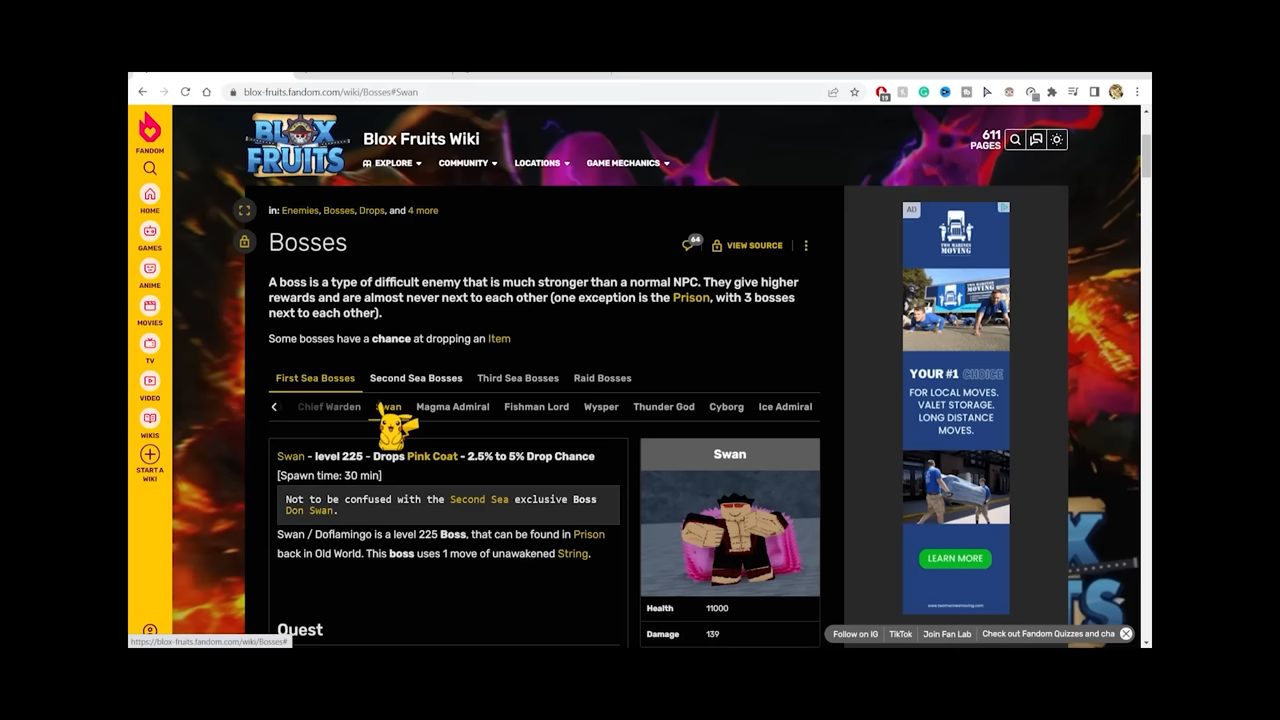 blox-fruits.fandom.com/wiki/Bosses#Swan
19
FANDOM
HOME
GAMES
ANIME
MOVIES
TV
VIDEO
WIKIS
START A
WIKI
BLOX
FRUITS
Blox Fruits Wiki
EXPLORE COMMUNITY LOCATIONS GAME MECHANICS
611
PAGES
in: Enemies, Bosses, Drops, and 4 more
Bosses
64
VIEW SOURCE
A boss is a type of difficult enemy that is much stronger than a normal NPC. They give higher
rewards and are almost never next to each other (one exception is the Prison, with 3 bosses
next to each other).
Some bosses have a chance at dropping an Item
First Sea Bosses Second Sea Bosses Third Sea Bosses Raid Bosses
Chief Warden Swan Magma Admiral Fishman Lord Wysper Thunder God Cyborg Ice Admiral
Swan - level 225 - Drops Pink Coat - 2.5% to 5% Drop Chance
[Spawn time: 30 min]
Not to be confused with the Second Sea exclusive Boss
Don Swan.
Swan / Doflamingo is a level 225 Boss, that can be found in Prison
back in Old World. This boss uses 1 move of unawakened String.
Quest
Swan
Health 11000
Damage 139
AD
TWO MARINES
MOVING
YOUR #1 CHOICE
FOR LOCAL MOVES.
VALET STORAGE.
LONG DISTANCE
MOVES.
LEARN MORE
www.twomarinesmoving.com
Follow on IG TikTok Join Fan Lab Check out Fandom Quizzes and cha
https://blox-fruits.fandom.com/wiki/Bosses#